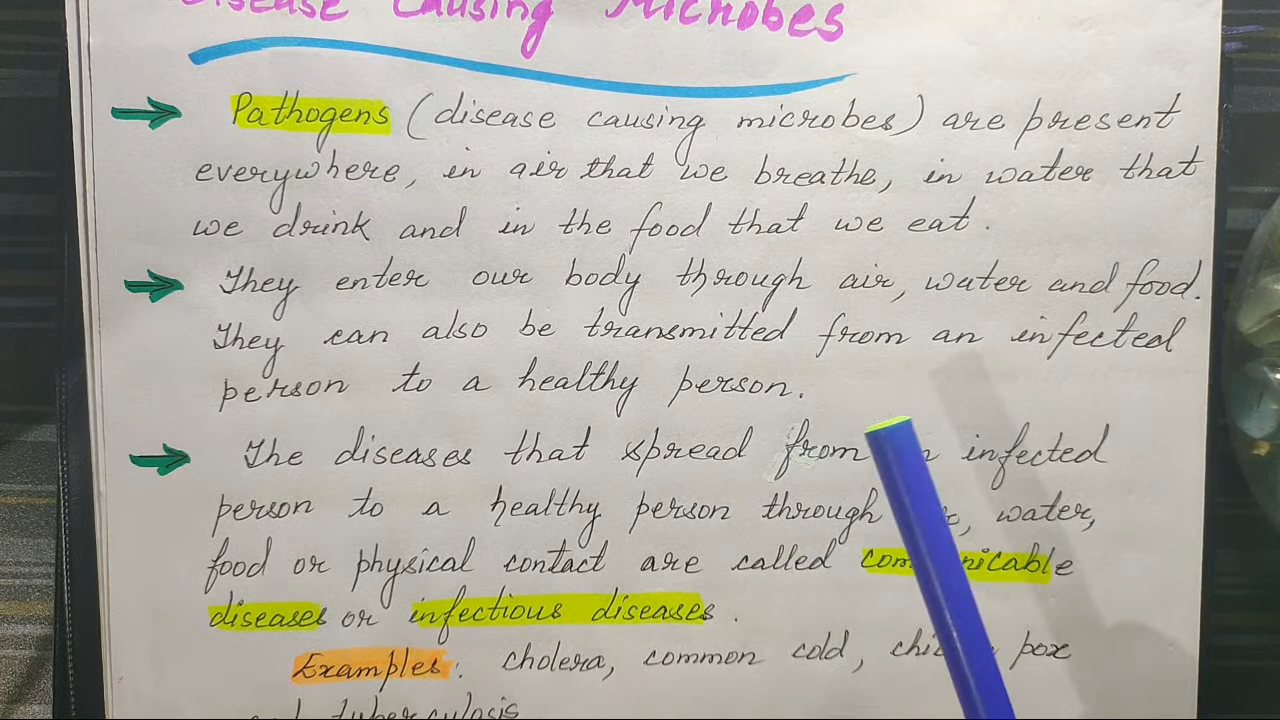 Disease Causing Microbes
Pathogens (disease causing microbes) are present
everywhere, in air that we breathe, in water that
we drink and in the food that we eat.
They enter our body through air, water and food.
They can also be transmitted from an infected
person to a healthy person.
The diseases that spread from infected
person to a healthy person through water,
food or physical contact are called
diseases or infectious diseases.
Examples: cholera, common cold, pox
and tuberculosis